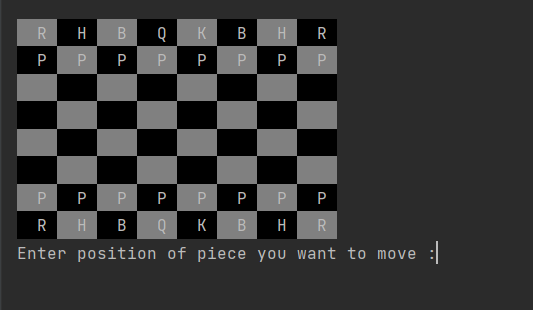 R H B Q K B H R
P P P P P P P P
P P P P P P P P
R H B Q K B H R
Enter position of piece you want to move :